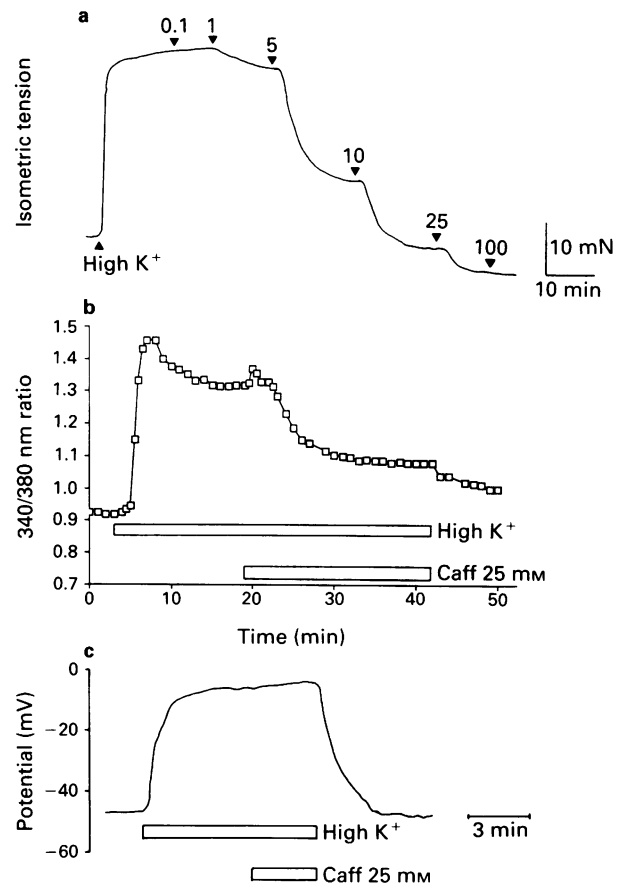 a
0.1 1 5 10 25 100
Isometric tension
High K+
10 mN
10 min
b
340/380 nm ratio
1.5
1.4
1.3
1.2
1.1
1.0
0.9
0.8
0.7
High K+
Caff 25 mM
0 10 20 30 40 50
Time (min)
c
Potential (mV)
0
−20
−40
−60
High K+
3 min
Caff 25 mM